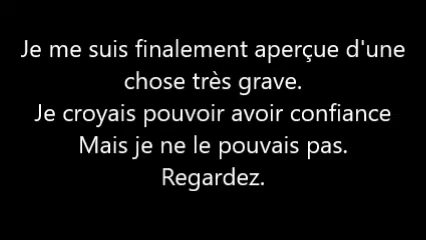 Je me suis finalement aperçue d'une
chose très grave.
Je croyais pouvoir avoir confiance
Mais je ne le pouvais pas.
Regardez.